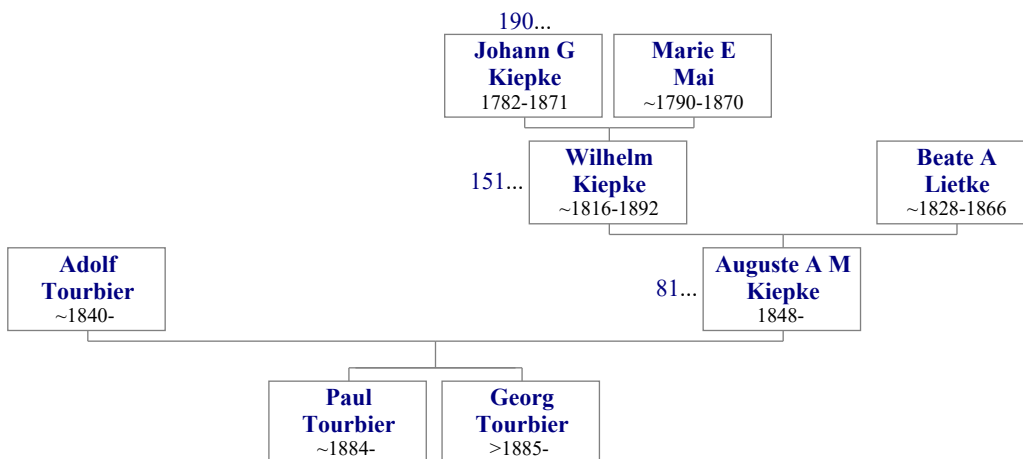 190...
Johann G
Kiepke
1782-1871
Marie E
Mai
~1790-1870
151...
Wilhelm
Kiepke
~1816-1892
Beate A
Lietke
~1828-1866
Adolf
Tourbier
~1840-
81...
Auguste A M
Kiepke
1848-
Paul
Tourbier
~1884-
Georg
Tourbier
>1885-